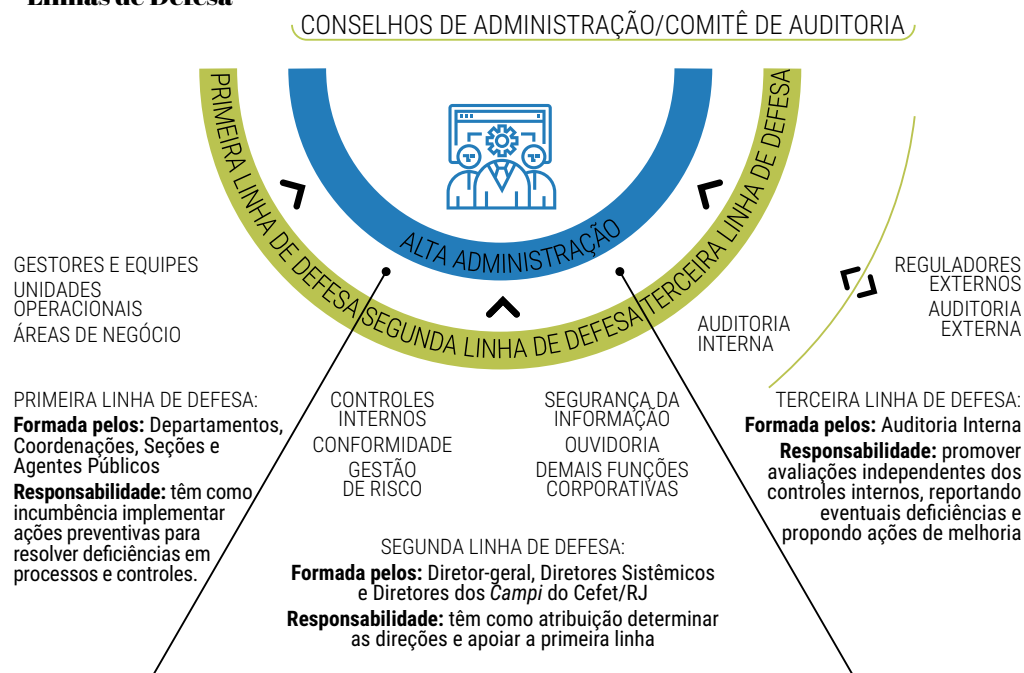 Linhas de Defesa
CONSELHOS DE ADMINISTRAÇÃO/COMITÊ DE AUDITORIA
PRIMEIRA LINHA DE DEFESA
SEGUNDA LINHA DE DEFESA
TERCEIRA LINHA DE DEFESA
ALTA ADMINISTRAÇÃO
GESTORES E EQUIPES
UNIDADES
OPERACIONAIS
ÁREAS DE NEGÓCIO
AUDITORIA
INTERNA
REGULADORES
EXTERNOS
AUDITORIA
EXTERNA
PRIMEIRA LINHA DE DEFESA:
Formada pelos: Departamentos,
Coordenações, Seções e
Agentes Públicos
Responsabilidade: têm como
incumbência implementar
ações preventivas para
resolver deficiências em
processos e controles.
CONTROLES
INTERNOS
CONFORMIDADE
GESTÃO
DE RISCO
SEGURANÇA DA
INFORMAÇÃO
OUVIDORIA
DEMAIS FUNÇÕES
CORPORATIVAS
SEGUNDA LINHA DE DEFESA:
Formada pelos: Diretor-geral, Diretores Sistêmicos
e Diretores dos Campi do Cefet/RJ
Responsabilidade: têm como atribuição determinar
as direções e apoiar a primeira linha
TERCEIRA LINHA DE DEFESA:
Formada pelos: Auditoria Interna
Responsabilidade: promover
avaliações independentes dos
controles internos, reportando
eventuais deficiências e
propondo ações de melhoria